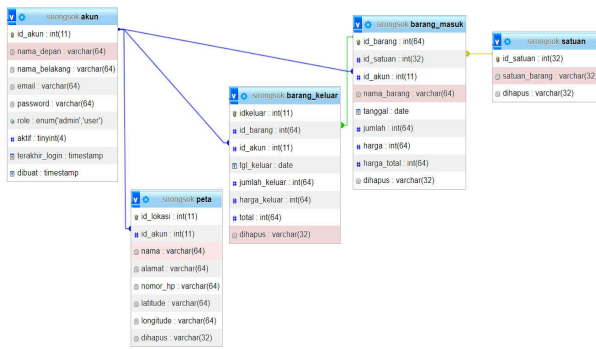 sirongsok akun
id_akun : int(11)
nama_depan : varchar(64)
nama_belakang : varchar(64)
email : varchar(64)
password : varchar(64)
role : enum('admin','user')
aktif : tinyint(4)
terakhir_login : timestamp
dibuat : timestamp
sirongsok peta
id_lokasi : int(11)
id_akun : int(11)
nama : varchar(64)
alamat : varchar(64)
nomor_hp : varchar(64)
latitude : varchar(64)
longitude : varchar(64)
dihapus : varchar(32)
sirongsok barang_keluar
idkeluar : int(11)
id_barang : int(64)
id_akun : int(11)
tgl_keluar : date
jumlah_keluar : int(64)
harga_keluar : int(64)
total : int(64)
dihapus : varchar(32)
sirongsok barang_masuk
id_barang : int(64)
id_satuan : int(32)
id_akun : int(11)
nama_barang : varchar(64)
tanggal : date
jumlah : int(64)
harga : int(64)
harga_total : int(64)
dihapus : varchar(32)
sirongsok satuan
id_satuan : int(32)
satuan_barang : varchar(32)
dihapus : varchar(32)